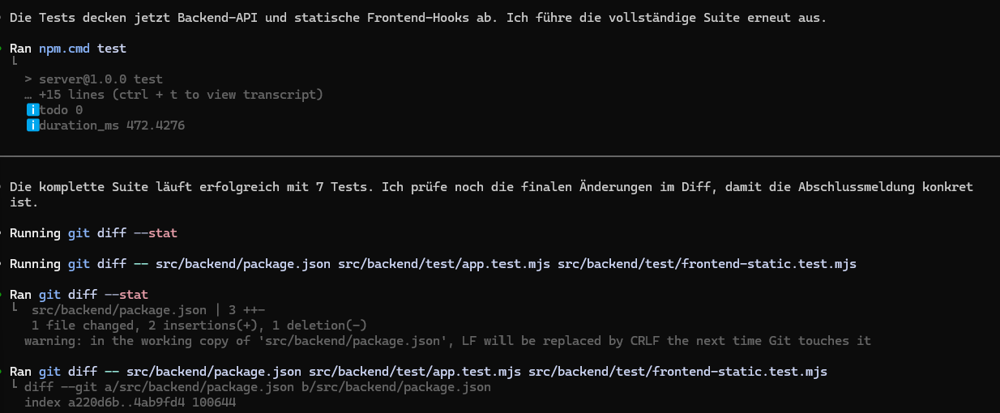 Die Tests decken jetzt Backend-API und statische Frontend-Hooks ab. Ich führe die vollständige Suite erneut aus.
• Ran npm.cmd test
└
> server@1.0.0 test
… +15 lines (ctrl + t to view transcript)
ℹ todo 0
ℹ duration_ms 472.4276
• Die komplette Suite läuft erfolgreich mit 7 Tests. Ich prüfe noch die finalen Änderungen im Diff, damit die Abschlussmeldung konkret
ist.
• Running git diff --stat
• Running git diff -- src/backend/package.json src/backend/test/app.test.mjs src/backend/test/frontend-static.test.mjs
• Ran git diff --stat
└ src/backend/package.json | 3 ++-
1 file changed, 2 insertions(+), 1 deletion(-)
warning: in the working copy of 'src/backend/package.json', LF will be replaced by CRLF the next time Git touches it
• Ran git diff -- src/backend/package.json src/backend/test/app.test.mjs src/backend/test/frontend-static.test.mjs
└ diff --git a/src/backend/package.json b/src/backend/package.json
index a220d6b..4ab9fd4 100644